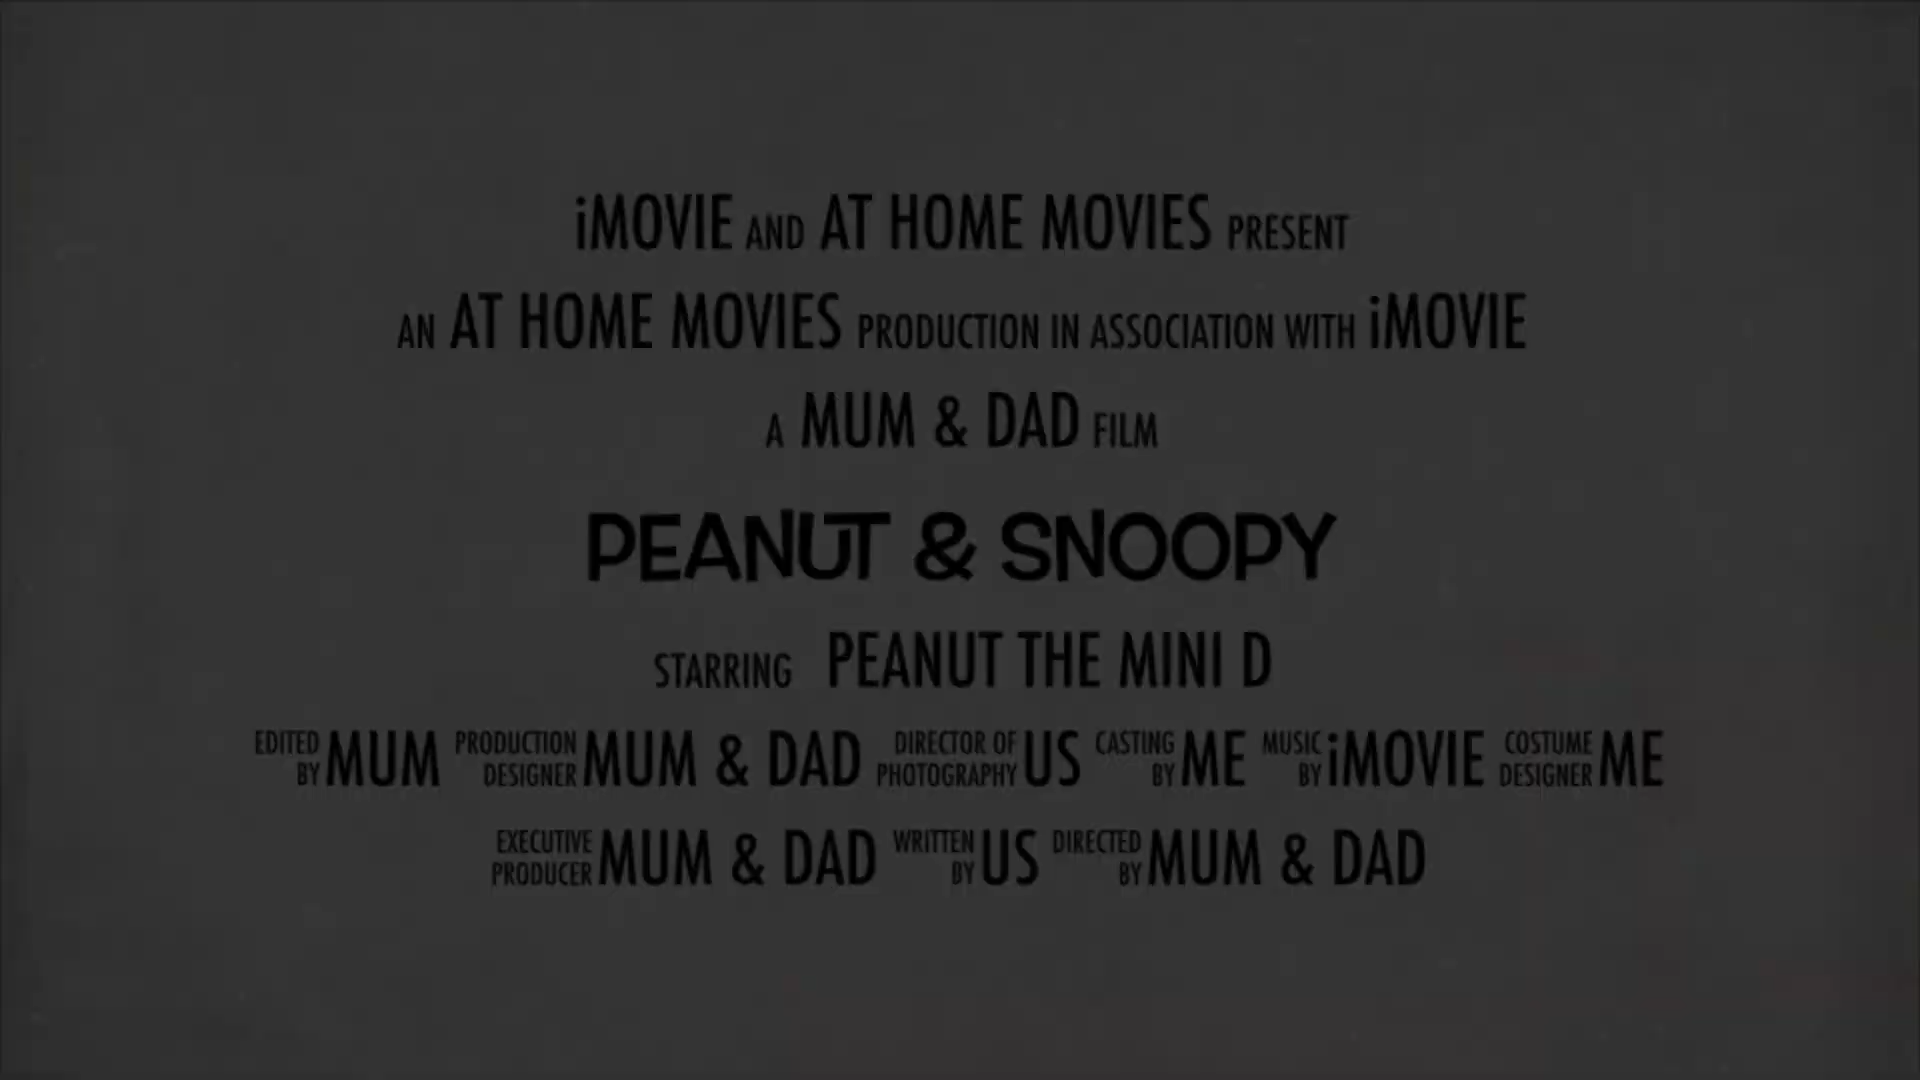 iMOVIE AND AT HOME MOVIES PRESENT
AN AT HOME MOVIES PRODUCTION IN ASSOCIATION WITH iMOVIE
A MUM & DAD FILM
PEANUT & SNOOPY
STARRING PEANUT THE MINI D
EDITED BY MUM PRODUCTION DESIGNER MUM & DAD DIRECTOR OF PHOTOGRAPHY US CASTING BY ME MUSIC BY iMOVIE COSTUME DESIGNER ME
EXECUTIVE PRODUCER MUM & DAD WRITTEN BY US DIRECTED BY MUM & DAD